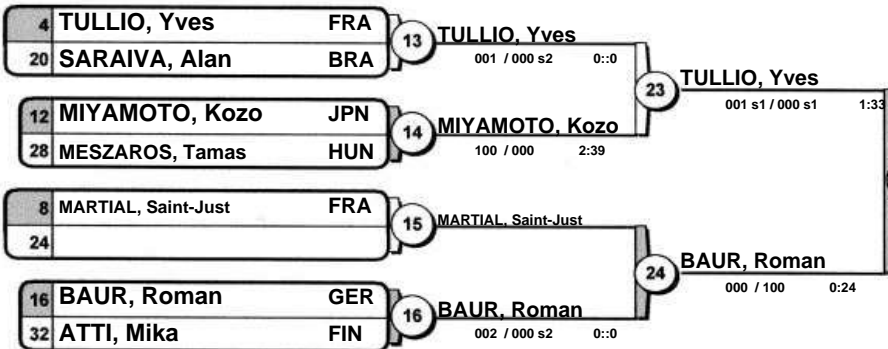 4 TULLIO, Yves FRA
20 SARAIVA, Alan BRA
13
TULLIO, Yves
001 / 000 s2 0::0
12 MIYAMOTO, Kozo JPN
28 MESZAROS, Tamas HUN
14
MIYAMOTO, Kozo
100 / 000 2:39
23
TULLIO, Yves
001 s1 / 000 s1 1:33
8 MARTIAL, Saint-Just FRA
24
15
MARTIAL, Saint-Just
16 BAUR, Roman GER
32 ATTI, Mika FIN
16
BAUR, Roman
002 / 000 s2 0::0
24
BAUR, Roman
000 / 100 0:24